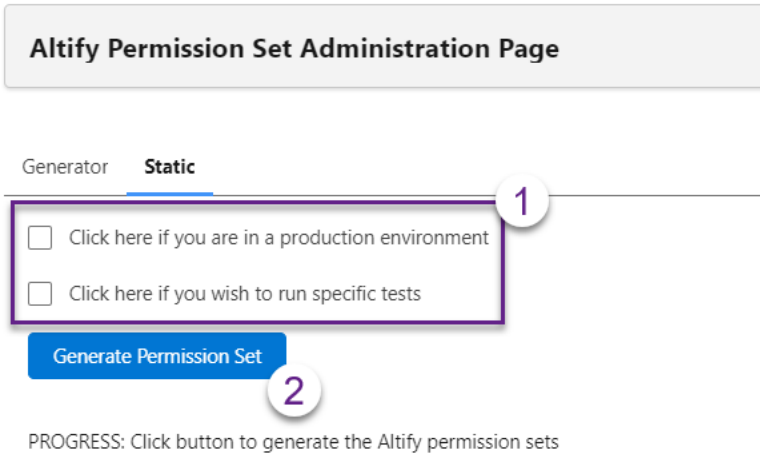 Altify Permission Set Administration Page
Generator Static
1
Click here if you are in a production environment
Click here if you wish to run specific tests
Generate Permission Set
2
PROGRESS: Click button to generate the Altify permission sets